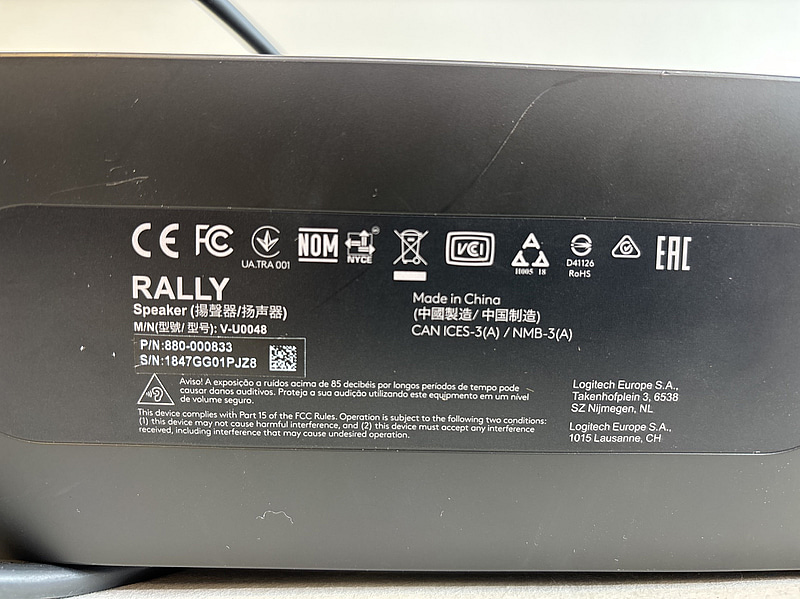 CE FC UA.TRA 001 NOM NYCE VCCI II005 18 D41126 RoHS EAC
RALLY
Speaker (揚聲器/扬声器)
M/N(型號/ 型号): V-U0048
P/N:880-000833
S/N:1847GG01PJZ8
Made in China
(中國製造/ 中国制造)
CAN ICES-3(A) / NMB-3(A)
Aviso! A exposição a ruídos acima de 85 decibéis por longos períodos de tempo pode
causar danos auditivos. Proteja a sua audição utilizando este equipamento em um nível
de volume seguro.
This device complies with Part 15 of the FCC Rules. Operation is subject to the following two conditions:
(1) this device may not cause harmful interference, and (2) this device must accept any interference
received, including interference that may cause undesired operation.
Logitech Europe S.A.,
Takenhofplein 3, 6538
SZ Nijmegen, NL
Logitech Europe S.A.,
1015 Lausanne, CH